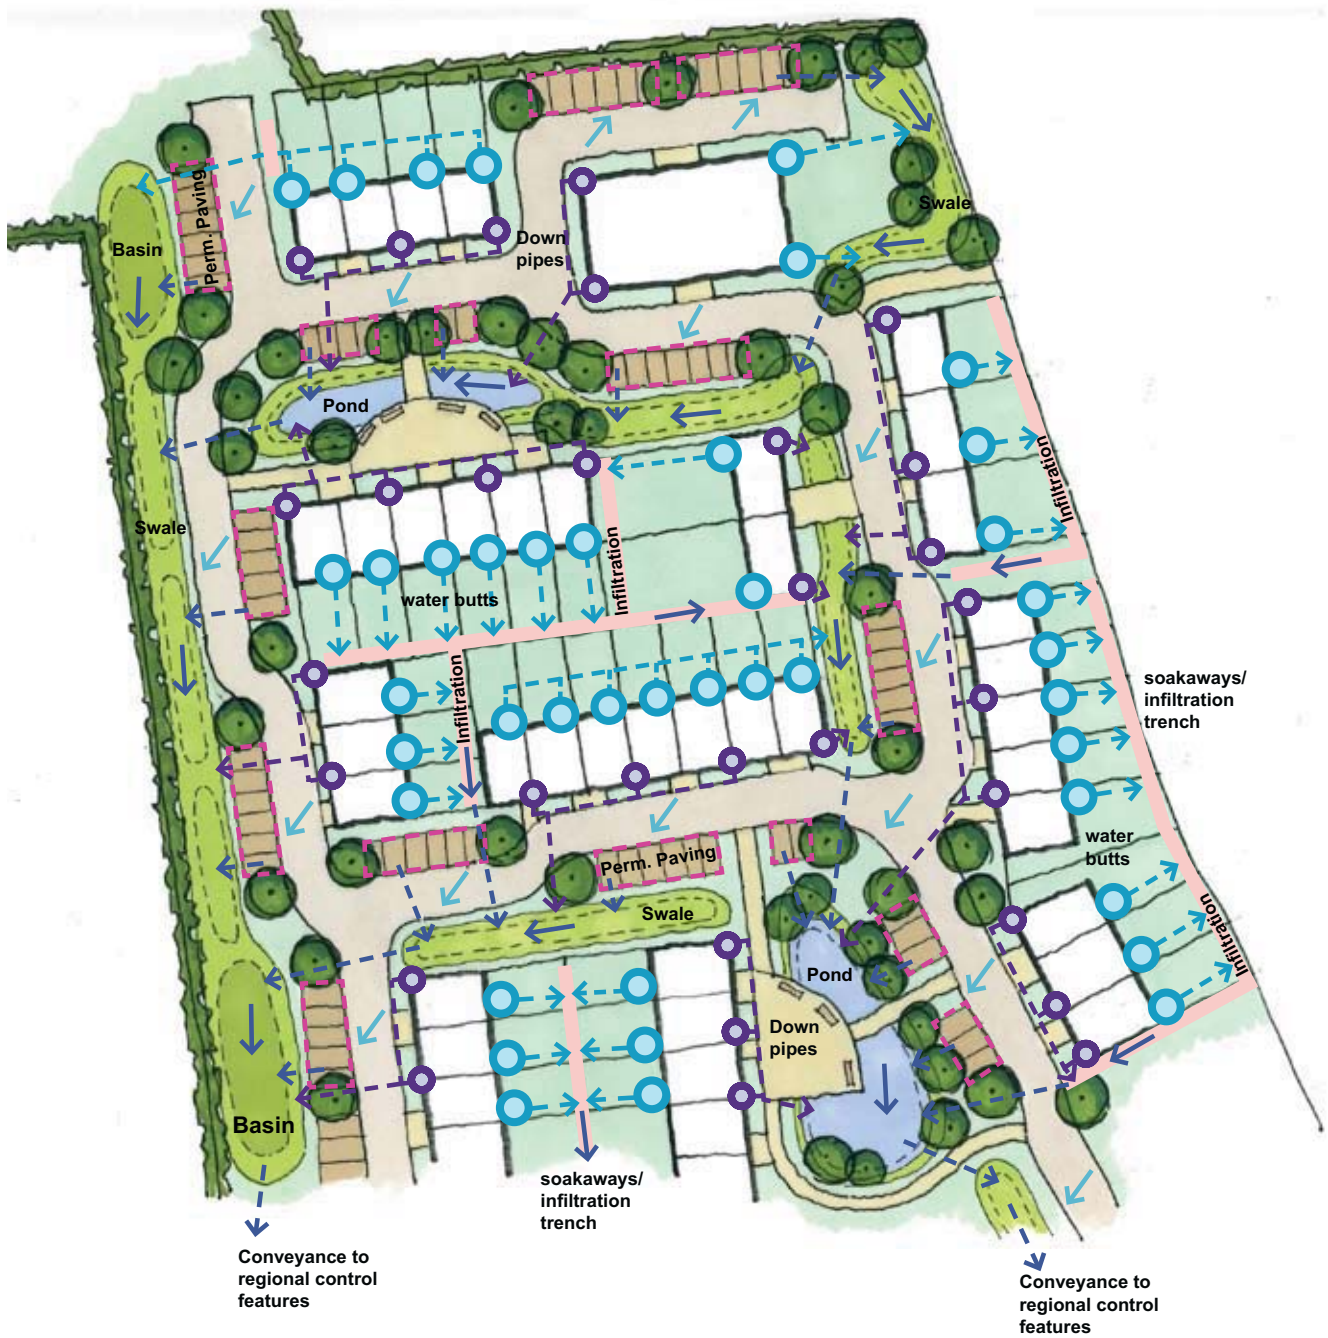 Perm. Paving
Basin
Swale
Down
pipes
Pond
Infiltration
Swale
Infiltration
water butts
Infiltration
soakaways/
infiltration
trench
water
butts
Perm. Paving
Swale
Infiltration
Pond
Down
pipes
Basin
soakaways/
infiltration
trench
Conveyance to
regional control
features
Conveyance to
regional control
features